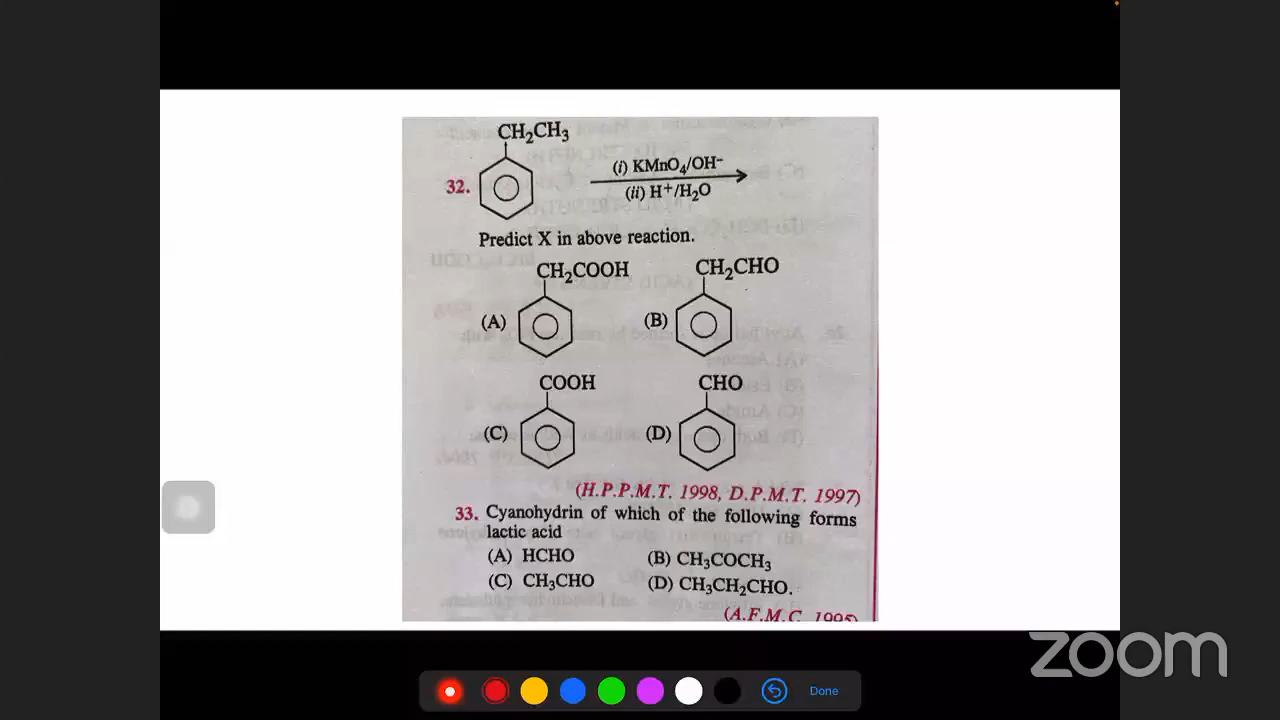 CH₂CH₃
32.
(i) KMnO₄/OH⁻
(ii) H⁺/H₂O
Predict X in above reaction.
CH₂COOH CH₂CHO
(A) (B)
COOH CHO
(C) (D)
(H.P.P.M.T. 1998, D.P.M.T. 1997)
33. Cyanohydrin of which of the following forms
lactic acid
(A) HCHO (B) CH₃COCH₃
(C) CH₃CHO (D) CH₃CH₂CHO.
(A.F.M.C. 1995)
zoom
Done